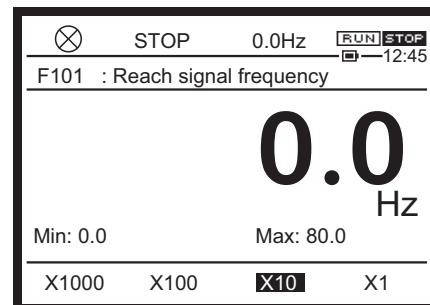 STOP 0.0Hz RUN STOP
12:45
F101 : Reach signal frequency
0.0
Hz
Min: 0.0 Max: 80.0
X1000 X100 X10 X1